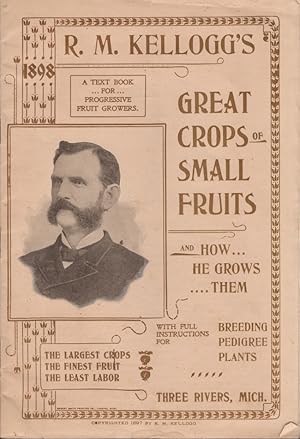 R. M. KELLOGG'S
1898
A TEXT BOOK
...FOR...
PROGRESSIVE
FRUIT GROWERS.
GREAT
CROPS OF
SMALL
FRUITS
AND HOW...
HE GROWS
....THEM
WITH FULL
INSTRUCTIONS
FOR
BREEDING
PEDIGREE
PLANTS
THE LARGEST CROPS
THE FINEST FRUIT
THE LEAST LABOR
THREE RIVERS, MICH.
COPYRIGHTED 1897 BY R. M. KELLOGG